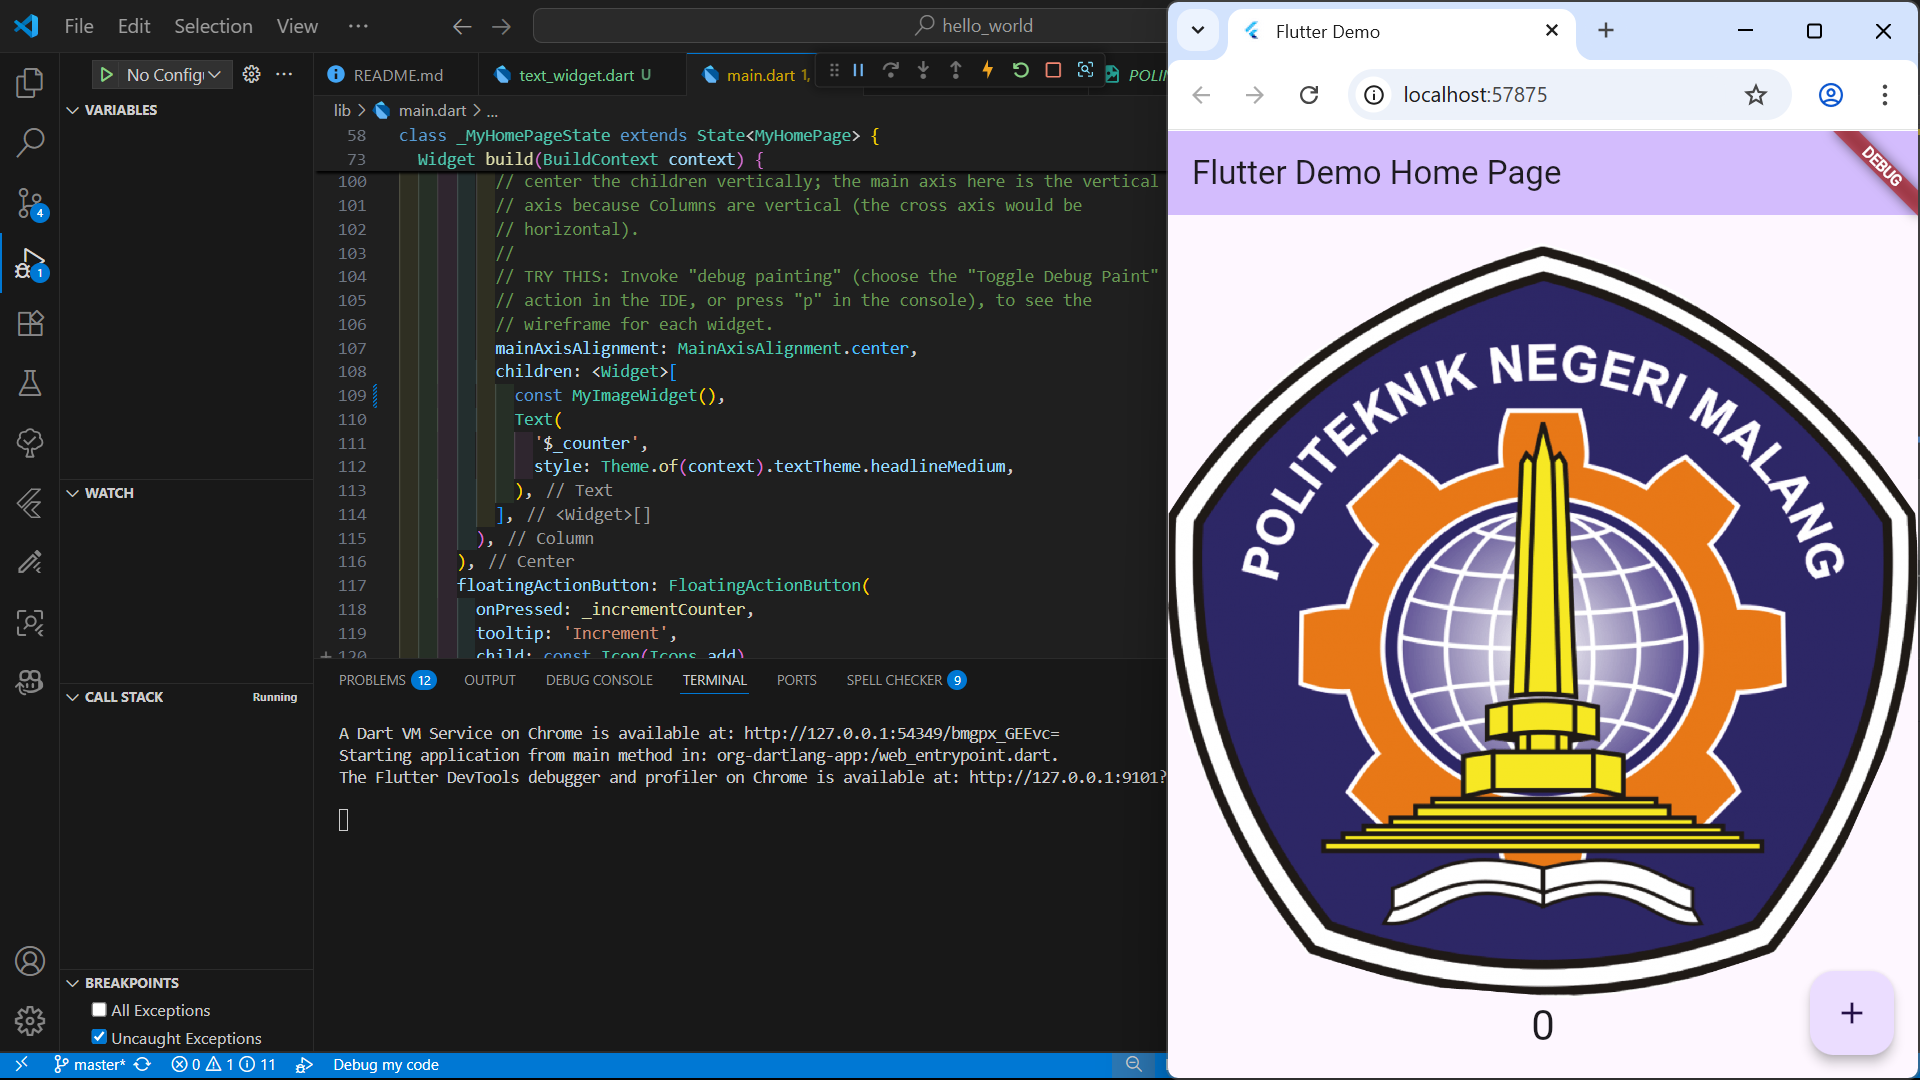 File Edit Selection View ··· hello_world
No Config
README.md text_widget.dart U main.dart 1, POLIN
lib > main.dart > ...
VARIABLES
58 class _MyHomePageState extends State<MyHomePage> {
73 Widget build(BuildContext context) {
100 // center the children vertically; the main axis here is the vertical
101 // axis because Columns are vertical (the cross axis would be
102 // horizontal).
103 //
104 // TRY THIS: Invoke "debug painting" (choose the "Toggle Debug Paint"
105 // action in the IDE, or press "p" in the console), to see the
106 // wireframe for each widget.
107 mainAxisAlignment: MainAxisAlignment.center,
108 children: <Widget>[
109 const MyImageWidget(),
110 Text(
111 '$_counter',
112 style: Theme.of(context).textTheme.headlineMedium,
113 ), // Text
114 ], // <Widget>[]
115 ), // Column
116 ), // Center
117 floatingActionButton: FloatingActionButton(
118 onPressed: _incrementCounter,
119 tooltip: 'Increment',
120 child: const Icon(Icons.add)
WATCH
CALL STACK Running
BREAKPOINTS
All Exceptions
Uncaught Exceptions
4
1
PROBLEMS 12 OUTPUT DEBUG CONSOLE TERMINAL PORTS SPELL CHECKER 9
A Dart VM Service on Chrome is available at: http://127.0.0.1:54349/bmgpx_GEEvc=
Starting application from main method in: org-dartlang-app:/web_entrypoint.dart.
The Flutter DevTools debugger and profiler on Chrome is available at: http://127.0.0.1:9101?
master* 0 1 11 Debug my code
Flutter Demo
localhost:57875
Flutter Demo Home Page
DEBUG
POLITEKNIK NEGERI MALANG
0
+